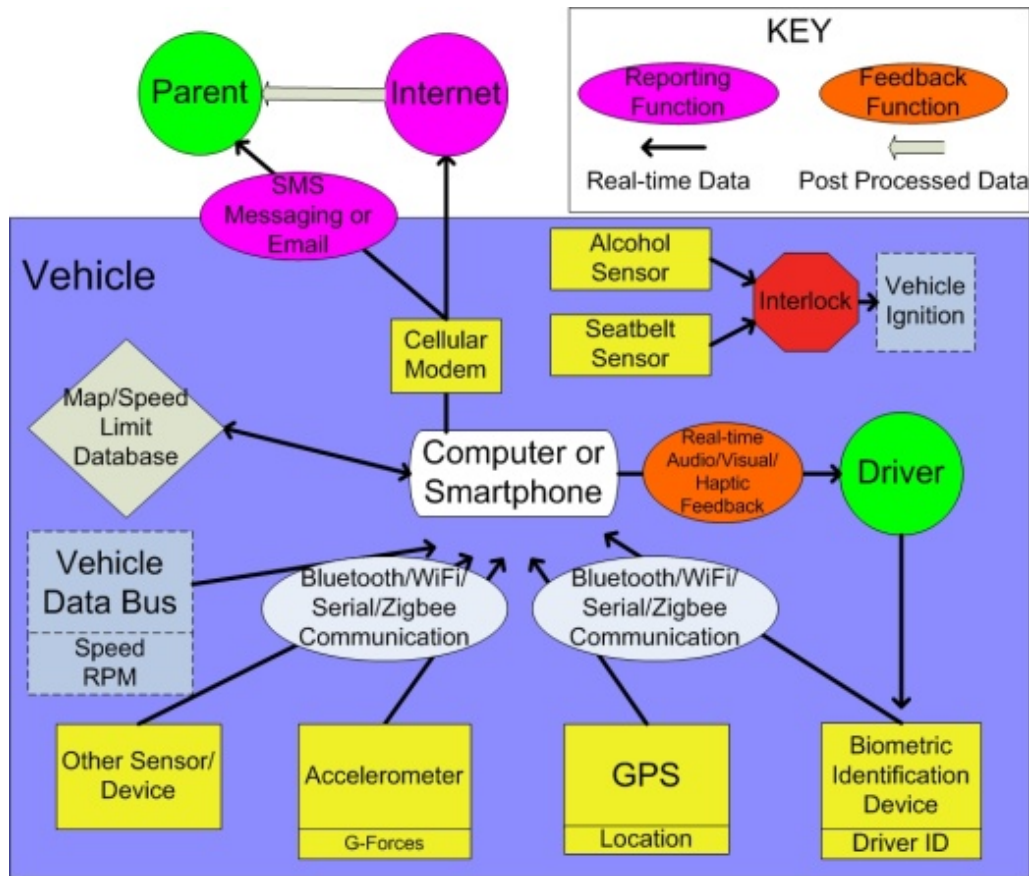 KEY
Reporting
Function
Feedback
Function
Real-time Data
Post Processed Data
Parent
Internet
SMS
Messaging or
Email
Vehicle
Alcohol
Sensor
Seatbelt
Sensor
Interlock
Vehicle
Ignition
Cellular
Modem
Map/Speed
Limit
Database
Computer or
Smartphone
Real-time
Audio/Visual/
Haptic
Feedback
Driver
Vehicle
Data Bus
Speed
RPM
Bluetooth/WiFi/
Serial/Zigbee
Communication
Bluetooth/WiFi/
Serial/Zigbee
Communication
Other Sensor/
Device
Accelerometer
G-Forces
GPS
Location
Biometric
Identification
Device
Driver ID